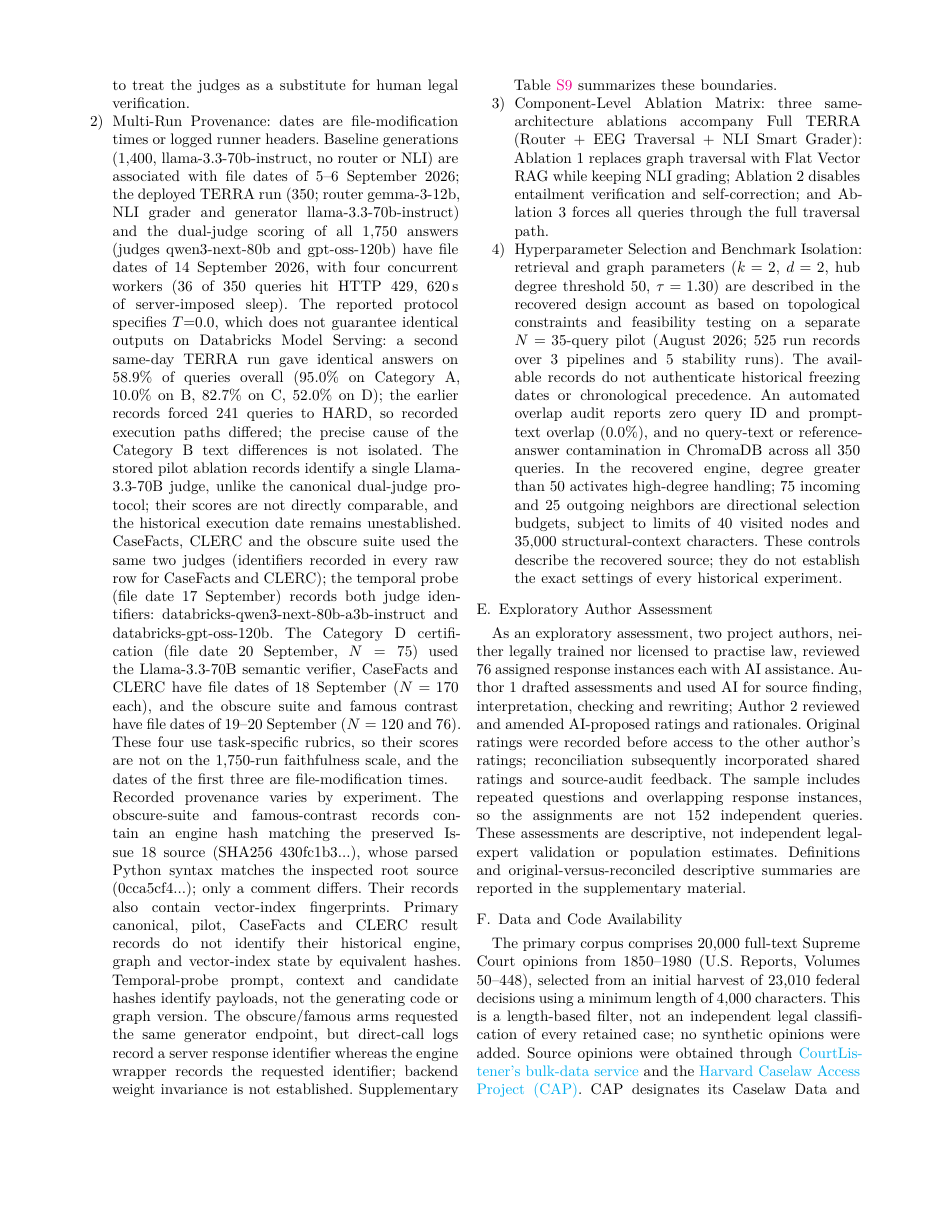 to treat the judges as a substitute for human legal
verification.
2) Multi-Run Provenance: dates are file-modification
times or logged runner headers. Baseline generations
(1,400, llama-3.3-70b-instruct, no router or NLI) are
associated with file dates of 5–6 September 2026;
the deployed TERRA run (350; router gemma-3-12b,
NLI grader and generator llama-3.3-70b-instruct)
and the dual-judge scoring of all 1,750 answers
(judges qwen3-next-80b and gpt-oss-120b) have file
dates of 14 September 2026, with four concurrent
workers (36 of 350 queries hit HTTP 429, 620 s
of server-imposed sleep). The reported protocol
specifies T=0.0, which does not guarantee identical
outputs on Databricks Model Serving: a second
same-day TERRA run gave identical answers on
58.9% of queries overall (95.0% on Category A,
10.0% on B, 82.7% on C, 52.0% on D); the earlier
records forced 241 queries to HARD, so recorded
execution paths differed; the precise cause of the
Category B text differences is not isolated. The
stored pilot ablation records identify a single Llama-
3.3-70B judge, unlike the canonical dual-judge pro-
tocol; their scores are not directly comparable, and
the historical execution date remains unestablished.
CaseFacts, CLERC and the obscure suite used the
same two judges (identifiers recorded in every raw
row for CaseFacts and CLERC); the temporal probe
(file date 17 September) records both judge iden-
tifiers: databricks-qwen3-next-80b-a3b-instruct and
databricks-gpt-oss-120b. The Category D certifi-
cation (file date 20 September, N = 75) used
the Llama-3.3-70B semantic verifier, CaseFacts and
CLERC have file dates of 18 September (N = 170
each), and the obscure suite and famous contrast
have file dates of 19–20 September (N = 120 and 76).
These four use task-specific rubrics, so their scores
are not on the 1,750-run faithfulness scale, and the
dates of the first three are file-modification times.
Recorded provenance varies by experiment. The
obscure-suite and famous-contrast records con-
tain an engine hash matching the preserved Is-
sue 18 source (SHA256 430fc1b3...), whose parsed
Python syntax matches the inspected root source
(0cca5cf4...); only a comment differs. Their records
also contain vector-index fingerprints. Primary
canonical, pilot, CaseFacts and CLERC result
records do not identify their historical engine,
graph and vector-index state by equivalent hashes.
Temporal-probe prompt, context and candidate
hashes identify payloads, not the generating code or
graph version. The obscure/famous arms requested
the same generator endpoint, but direct-call logs
record a server response identifier whereas the engine
wrapper records the requested identifier; backend
weight invariance is not established. Supplementary
Table S9 summarizes these boundaries.
3) Component-Level Ablation Matrix: three same-
architecture ablations accompany Full TERRA
(Router + EEG Traversal + NLI Smart Grader):
Ablation 1 replaces graph traversal with Flat Vector
RAG while keeping NLI grading; Ablation 2 disables
entailment verification and self-correction; and Ab-
lation 3 forces all queries through the full traversal
path.
4) Hyperparameter Selection and Benchmark Isolation:
retrieval and graph parameters (k = 2, d = 2, hub
degree threshold 50, τ = 1.30) are described in the
recovered design account as based on topological
constraints and feasibility testing on a separate
N = 35-query pilot (August 2026; 525 run records
over 3 pipelines and 5 stability runs). The avail-
able records do not authenticate historical freezing
dates or chronological precedence. An automated
overlap audit reports zero query ID and prompt-
text overlap (0.0%), and no query-text or reference-
answer contamination in ChromaDB across all 350
queries. In the recovered engine, degree greater
than 50 activates high-degree handling; 75 incoming
and 25 outgoing neighbors are directional selection
budgets, subject to limits of 40 visited nodes and
35,000 structural-context characters. These controls
describe the recovered source; they do not establish
the exact settings of every historical experiment.
E. Exploratory Author Assessment
As an exploratory assessment, two project authors, nei-
ther legally trained nor licensed to practise law, reviewed
76 assigned response instances each with AI assistance. Au-
thor 1 drafted assessments and used AI for source finding,
interpretation, checking and rewriting; Author 2 reviewed
and amended AI-proposed ratings and rationales. Original
ratings were recorded before access to the other author's
ratings; reconciliation subsequently incorporated shared
ratings and source-audit feedback. The sample includes
repeated questions and overlapping response instances,
so the assignments are not 152 independent queries.
These assessments are descriptive, not independent legal-
expert validation or population estimates. Definitions
and original-versus-reconciled descriptive summaries are
reported in the supplementary material.
F. Data and Code Availability
The primary corpus comprises 20,000 full-text Supreme
Court opinions from 1850–1980 (U.S. Reports, Volumes
50–448), selected from an initial harvest of 23,010 federal
decisions using a minimum length of 4,000 characters. This
is a length-based filter, not an independent legal classifi-
cation of every retained case; no synthetic opinions were
added. Source opinions were obtained through CourtLis-
tener's bulk-data service and the Harvard Caselaw Access
Project (CAP). CAP designates its Caselaw Data and